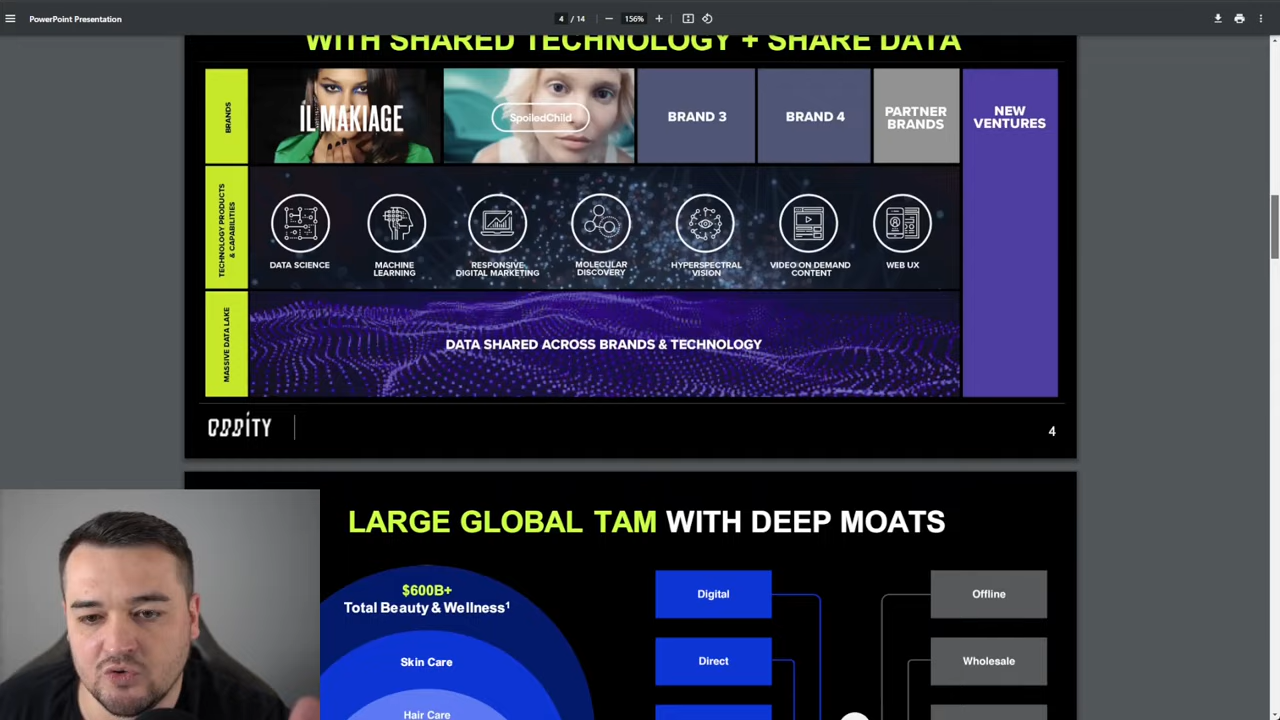 PowerPoint Presentation
4 / 14
156%
WITH SHARED TECHNOLOGY + SHARE DATA
BRANDS
ÍL MAKIAGE
SpoiledChild
BRAND 3
BRAND 4
PARTNER
BRANDS
NEW
VENTURES
TECHNOLOGY PRODUCTS
& CAPABILITIES
DATA SCIENCE
MACHINE
LEARNING
RESPONSIVE
DIGITAL MARKETING
MOLECULAR
DISCOVERY
HYPERSPECTRAL
VISION
VIDEO ON DEMAND
CONTENT
WEB UX
MASSIVE DATA LAKE
DATA SHARED ACROSS BRANDS & TECHNOLOGY
ODDITY
4
LARGE GLOBAL TAM WITH DEEP MOATS
$600B+
Total Beauty & Wellness¹
Skin Care
Hair Care
Digital
Offline
Direct
Wholesale